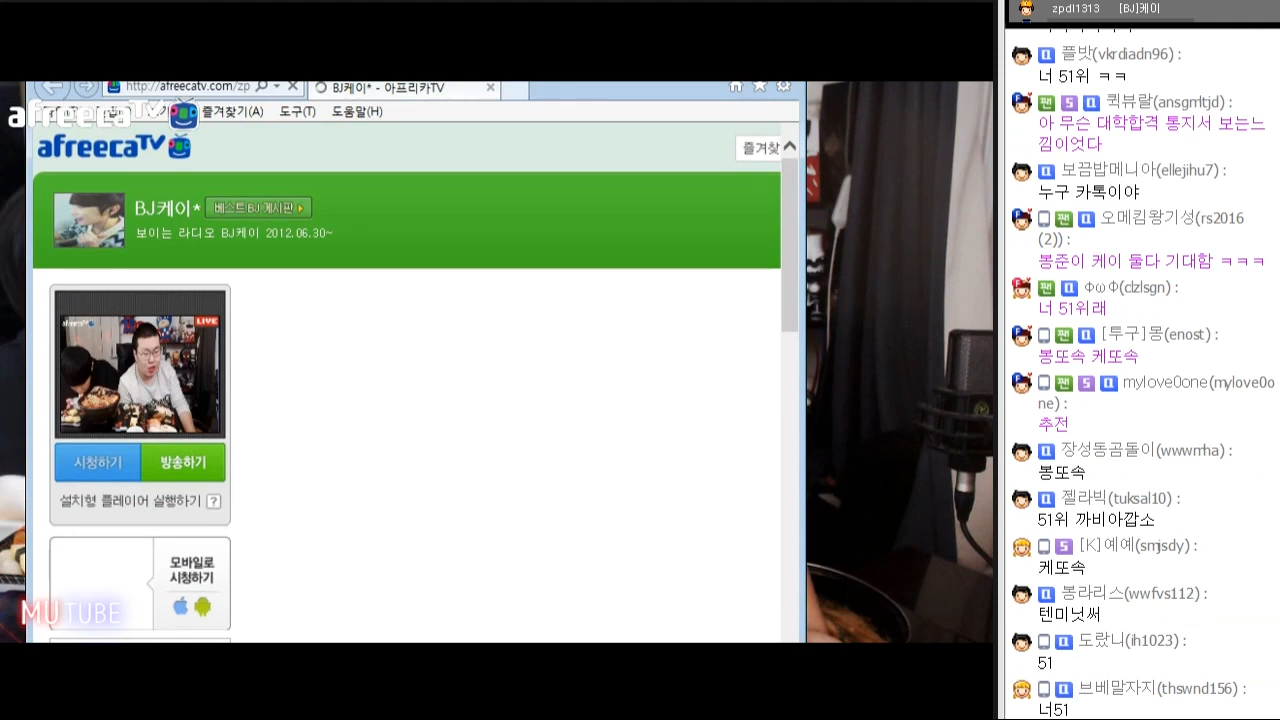 zpdl1313 [BJ]케이
플밧(vkrdiadn96) :
너 51위 ㅋㅋ
퀵뷰랄(ansgrrltjd) :
아 무슨 대학합격 통지서 보는느
낌이엇다
보끔밥메니아(ellejihu7) :
누구 카톡이야
오메킴왕기성(rs2016
(2)) :
봉준이 케이 둘다 기대함 ㅋㅋㅋ
ΦωΦ(clzlsgn) :
너 51위래
[투구]몽(enost) :
봉또속 케또속
mylove0one(mylove0o
ne) :
추전
장성동곰돌이(wwwrrha) :
봉또속
젤라빅(tuksal10) :
51위 까비아깝소
[K]예예(smjsdy) :
케또속
봉라리스(wwfvs112) :
텐미닛써
도랐니(ih1023) :
51
브베말자지(thswnd156) :
너51
http://afreecatv.com/zp
BJ케이* - 아프리카TV
즐겨찾기(A) 도구(T) 도움말(H)
afreecaTV
afreecaTV
즐겨찾
BJ케이* 베스트BJ 게시판
보이는 라디오 BJ케이 2012.06.30~
afreecaTV LIVE
시청하기 방송하기
설치형 플레이어 실행하기 ?
모바일로
시청하기
MUTUBE